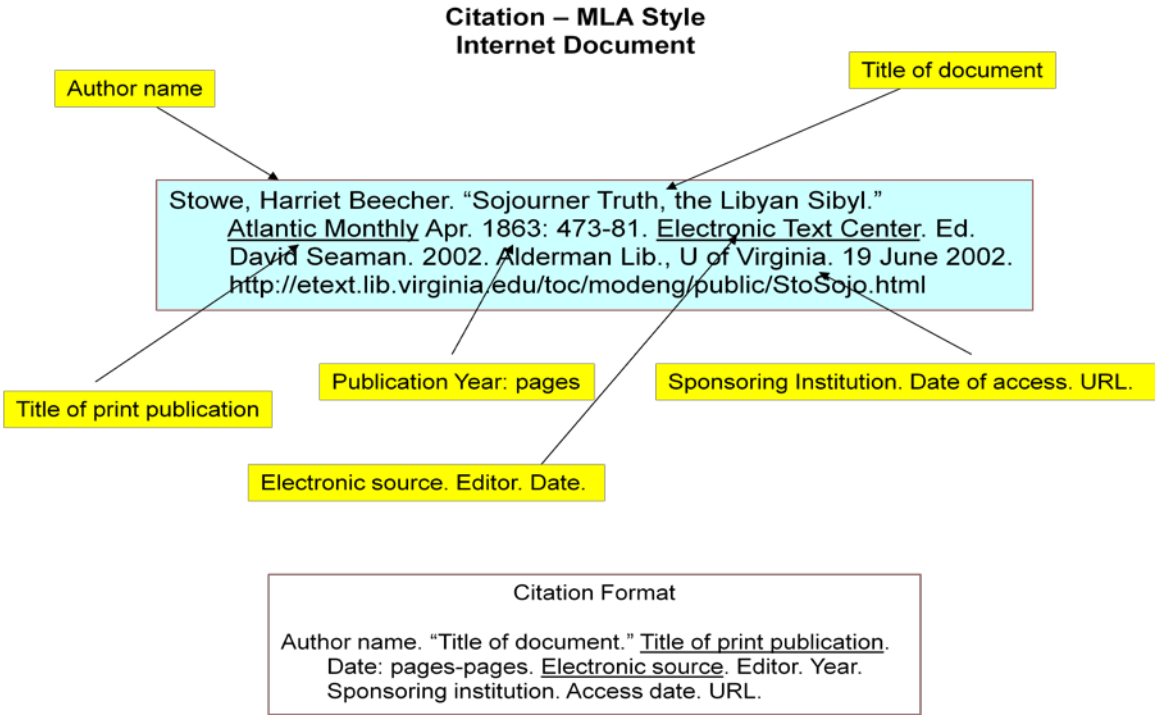 Citation – MLA Style
Internet Document
Author name
Title of document
Stowe, Harriet Beecher. “Sojourner Truth, the Libyan Sibyl.”
Atlantic Monthly Apr. 1863: 473-81. Electronic Text Center. Ed.
David Seaman. 2002. Alderman Lib., U of Virginia. 19 June 2002.
http://etext.lib.virginia.edu/toc/modeng/public/StoSojo.html
Publication Year: pages
Sponsoring Institution. Date of access. URL.
Title of print publication
Electronic source. Editor. Date.
Citation Format
Author name. “Title of document.” Title of print publication.
Date: pages-pages. Electronic source. Editor. Year.
Sponsoring institution. Access date. URL.